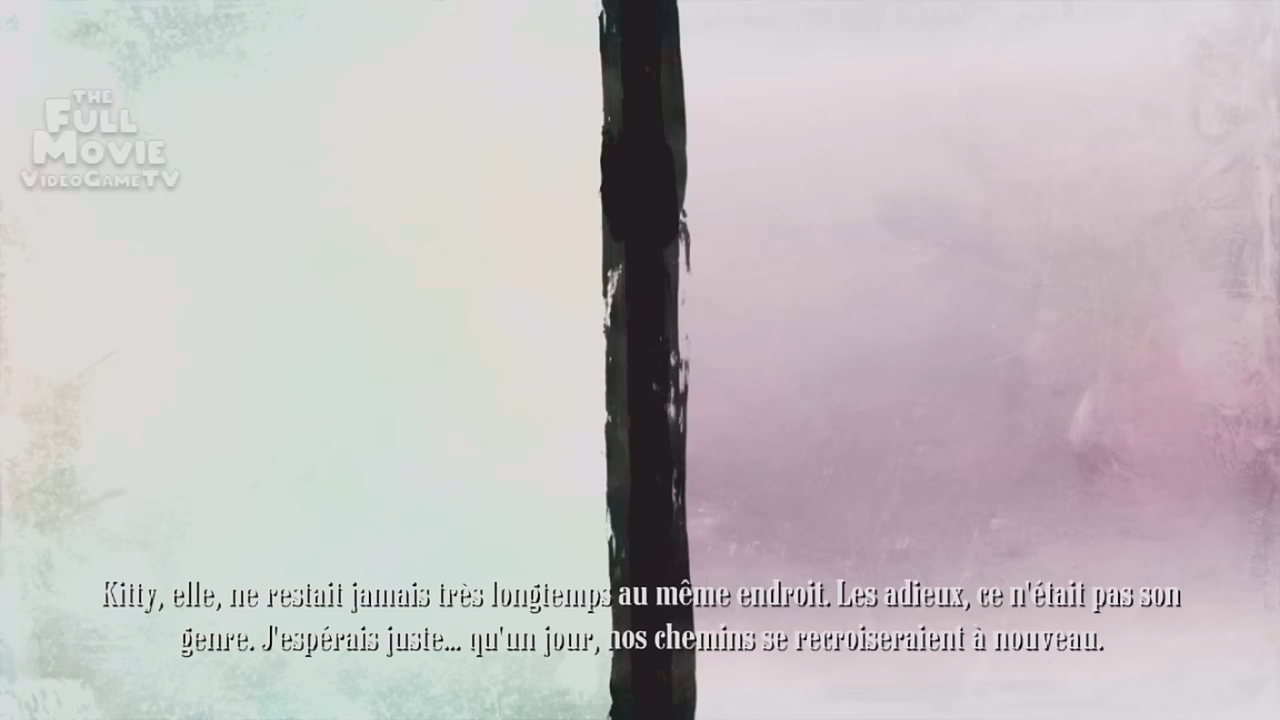 THE
FULL
MOVIE
VIDEOGAMETV
Kitty, elle, ne restait jamais très longtemps au même endroit. Les adieux, ce n'était pas son
genre. J'espérais juste... qu'un jour, nos chemins se recroiseraient à nouveau.